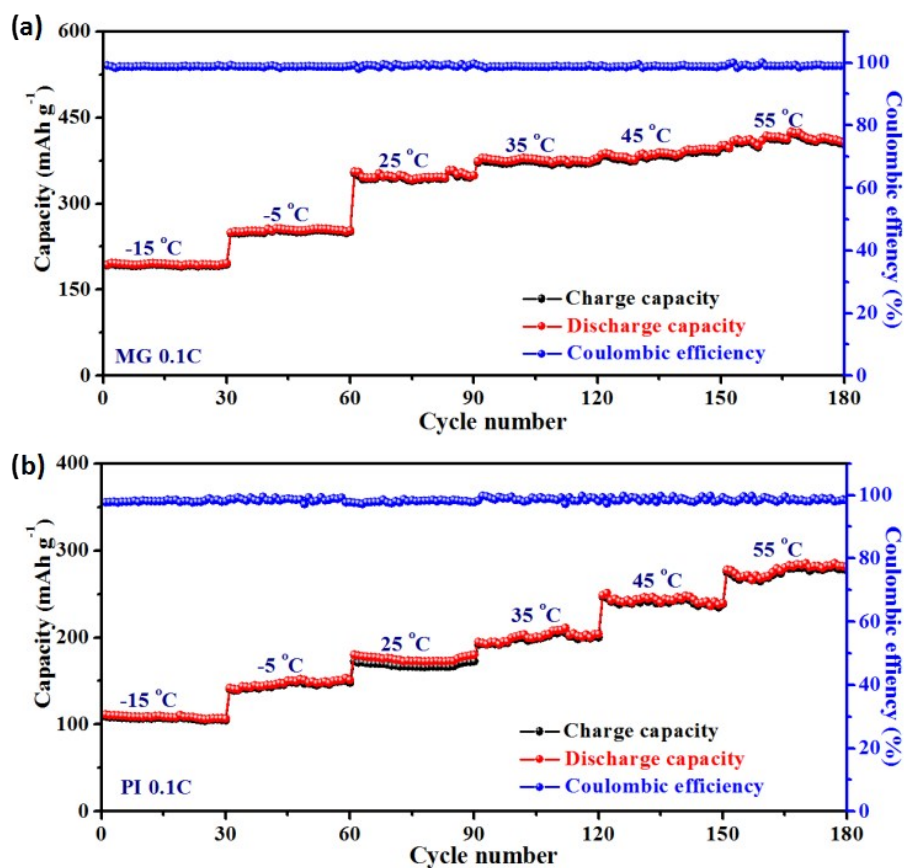 (a)
600
450
300
150
0
Capacity (mAh g⁻¹)
-15 °C
-5 °C
25 °C
35 °C
45 °C
55 °C
100
80
60
40
20
0
Coulombic effiency (%)
Charge capacity
Discharge capacity
Coulombic efficiency
MG 0.1C
0 30 60 90 120 150 180
Cycle number
(b)
400
300
200
100
0
Capacity (mAh g⁻¹)
-15 °C
-5 °C
25 °C
35 °C
45 °C
55 °C
100
80
60
40
20
0
Coulombic effiency (%)
Charge capacity
Discharge capacity
Coulombic efficiency
PI 0.1C
0 30 60 90 120 150 180
Cycle number